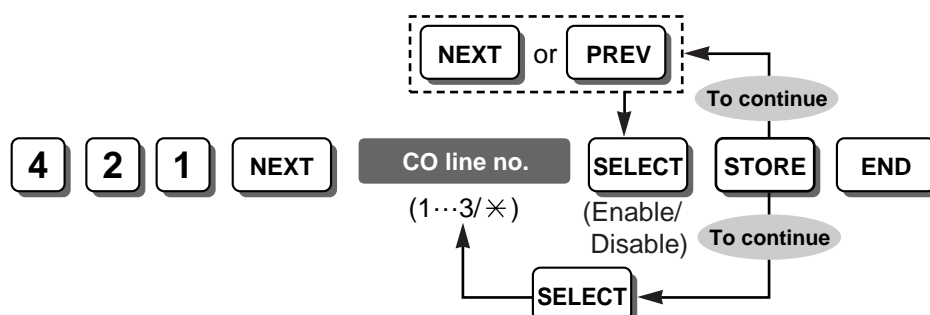 NEXT or PREV
To continue
4 2 1 NEXT CO line no. SELECT STORE END
(1···3/✳)
(Enable/
Disable)
To continue
SELECT